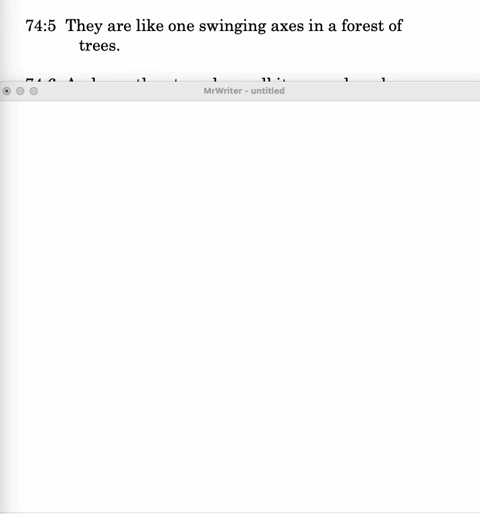 74:5 They are like one swinging axes in a forest of
trees.
MrWriter - untitled